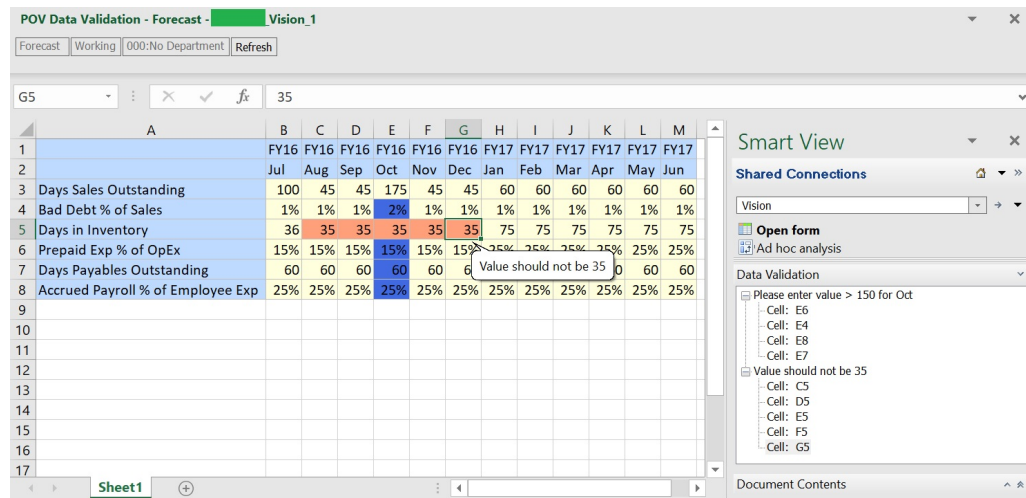 POV Data Validation - Forecast - _Vision_1
Forecast Working 000:No Department Refresh
G5 fx 35
A B C D E F G H I J K L M
1 FY16 FY16 FY16 FY16 FY16 FY16 FY17 FY17 FY17 FY17 FY17 FY17
2 Jul Aug Sep Oct Nov Dec Jan Feb Mar Apr May Jun
3 Days Sales Outstanding 100 45 45 175 45 45 60 60 60 60 60 60
4 Bad Debt % of Sales 1% 1% 1% 2% 1% 1% 1% 1% 1% 1% 1% 1%
5 Days in Inventory 36 35 35 35 35 35 75 75 75 75 75 75
6 Prepaid Exp % of OpEx 15% 15% 15% 15% 15% 15% 25% 25% 25% 25% 25% 25%
7 Days Payables Outstanding 60 60 60 60 60 6 0 60 60
Value should not be 35
8 Accrued Payroll % of Employee Exp 25% 25% 25% 25% 25% 25% 25% 25% 25% 25% 25% 25%
9
10
11
12
13
14
15
16
17
Sheet1
Smart View
Shared Connections
Vision
Open form
Ad hoc analysis
Data Validation
Please enter value > 150 for Oct
Cell: E6
Cell: E4
Cell: E8
Cell: E7
Value should not be 35
Cell: C5
Cell: D5
Cell: E5
Cell: F5
Cell: G5
Document Contents